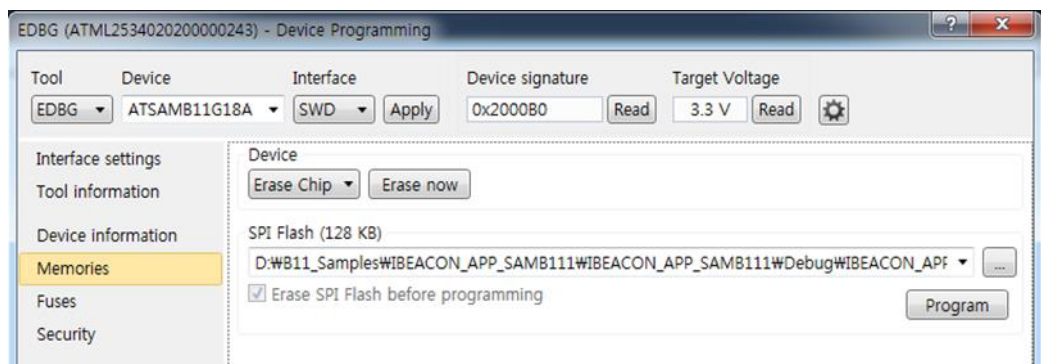 EDBG (ATML2534020200000243) - Device Programming
Tool Device Interface Device signature Target Voltage
EDBG ATSAMB11G18A SWD Apply 0x2000B0 Read 3.3 V Read
Interface settings
Tool information
Device information
Memories
Fuses
Security
Device
Erase Chip Erase now
SPI Flash (128 KB)
D:₩B11_Samples₩IBEACON_APP_SAMB111₩IBEACON_APP_SAMB111₩Debug₩IBEACON_APF ...
Erase SPI Flash before programming
Program